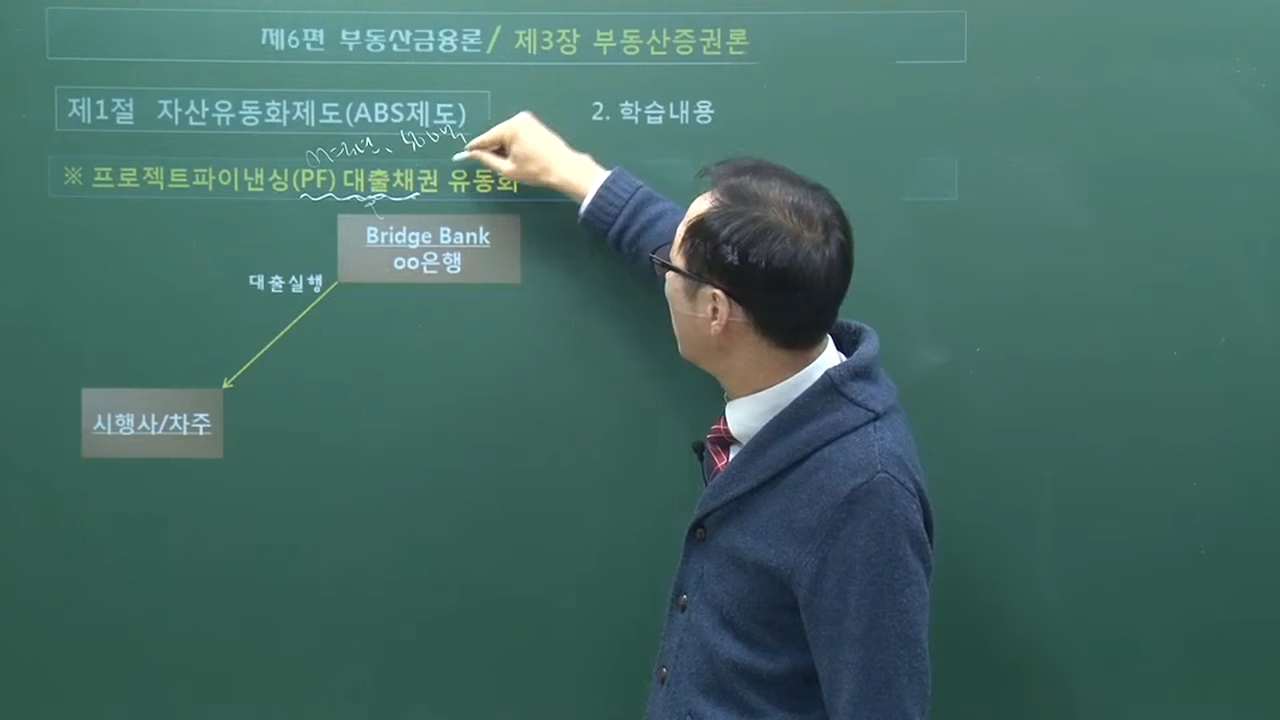 제6편 부동산금융론 / 제3장 부동산증권론
제1절 자산유동화제도(ABS제도)
2. 학습내용
※ 프로젝트파이낸싱(PF) 대출채권 유동화
Bridge Bank
oo은행
대출실행
시행사/차주